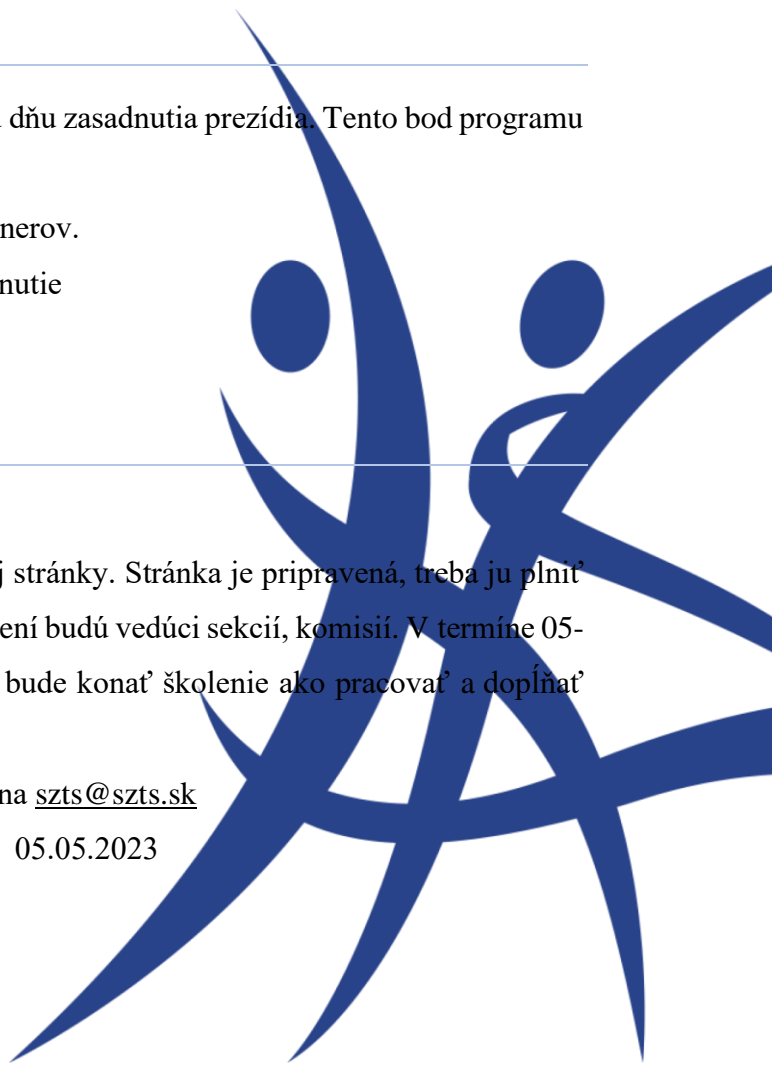 dňu zasadnutia prezídia. Tento bod programu
nerov.
nutie
j stránky. Stránka je pripravená, treba ju plniť
ení budú vedúci sekcií, komisií. V termíne 05-
bude konať školenie ako pracovať a dopĺňať
na szts@szts.sk
05.05.2023